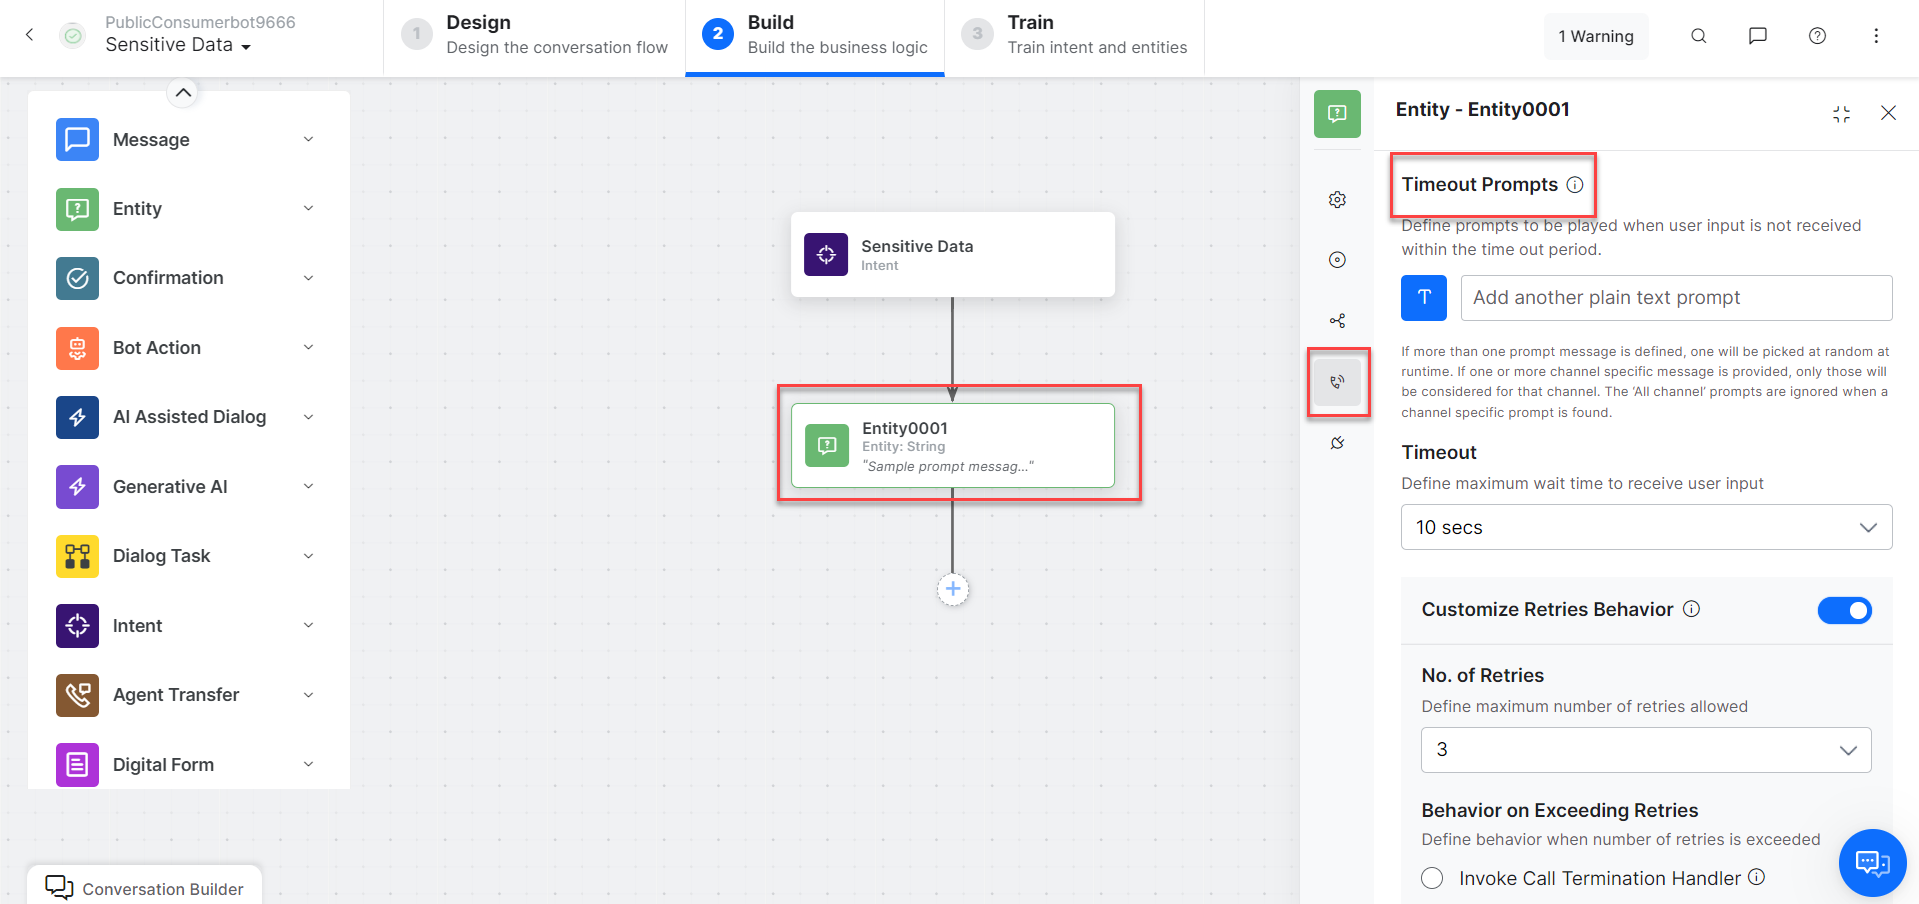 PublicConsumerbot9666
Sensitive Data
1
Design
Design the conversation flow
2
Build
Build the business logic
3
Train
Train intent and entities
1 Warning
Message
Entity
Confirmation
Bot Action
AI Assisted Dialog
Generative AI
Dialog Task
Intent
Agent Transfer
Digital Form
Conversation Builder
Sensitive Data
Intent
Entity0001
Entity: String
"Sample prompt messag..."
Entity - Entity0001
Timeout Prompts
Define prompts to be played when user input is not received
within the time out period.
T
Add another plain text prompt
If more than one prompt message is defined, one will be picked at random at
runtime. If one or more channel specific message is provided, only those will
be considered for that channel. The ‘All channel’ prompts are ignored when a
channel specific prompt is found.
Timeout
Define maximum wait time to receive user input
10 secs
Customize Retries Behavior
No. of Retries
Define maximum number of retries allowed
3
Behavior on Exceeding Retries
Define behavior when number of retries is exceeded
Invoke Call Termination Handler